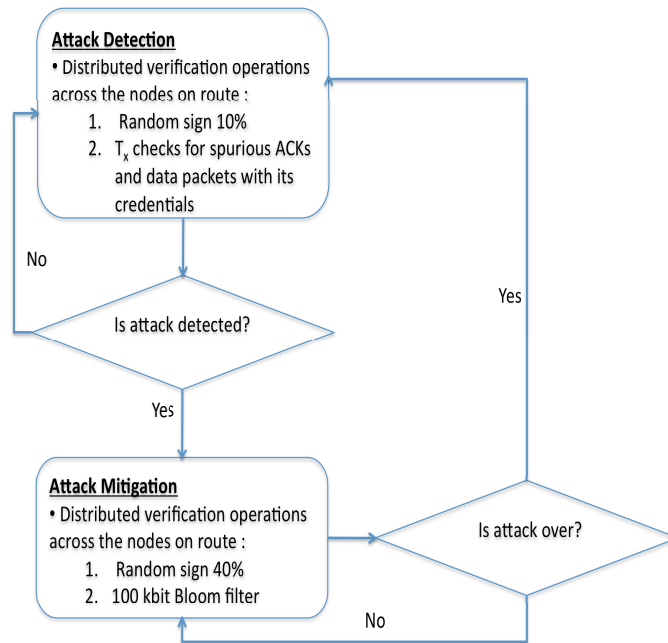 Attack Detection
• Distributed verification operations
across the nodes on route :
1. Random sign 10%
2. Tx checks for spurious ACKs
and data packets with its
credentials
No
Is attack detected?
Yes
Yes
Attack Mitigation
• Distributed verification operations
across the nodes on route :
1. Random sign 40%
2. 100 kbit Bloom filter
Is attack over?
No